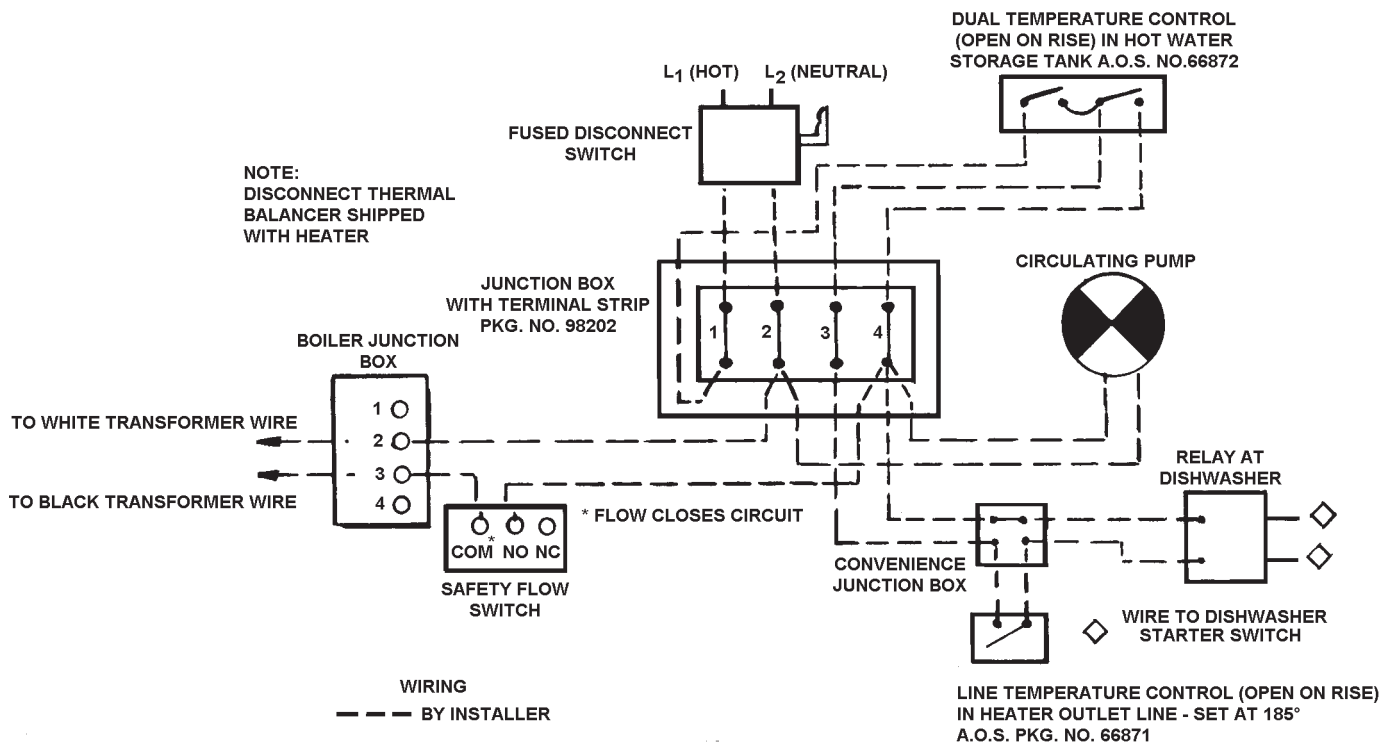 DUAL TEMPERATURE CONTROL
(OPEN ON RISE) IN HOT WATER
STORAGE TANK A.O.S. NO.66872
L1 (HOT)
L2 (NEUTRAL)
FUSED DISCONNECT
SWITCH
NOTE:
DISCONNECT THERMAL
BALANCER SHIPPED
WITH HEATER
JUNCTION BOX
WITH TERMINAL STRIP
PKG. NO. 98202
1
2
3
4
CIRCULATING PUMP
BOILER JUNCTION
BOX
1
2
3
4
TO WHITE TRANSFORMER WIRE
TO BLACK TRANSFORMER WIRE
COM * NO NC
SAFETY FLOW
SWITCH
* FLOW CLOSES CIRCUIT
RELAY AT
DISHWASHER
CONVENIENCE
JUNCTION BOX
WIRE TO DISHWASHER
STARTER SWITCH
WIRING
BY INSTALLER
LINE TEMPERATURE CONTROL (OPEN ON RISE)
IN HEATER OUTLET LINE - SET AT 185°
A.O.S. PKG. NO. 66871